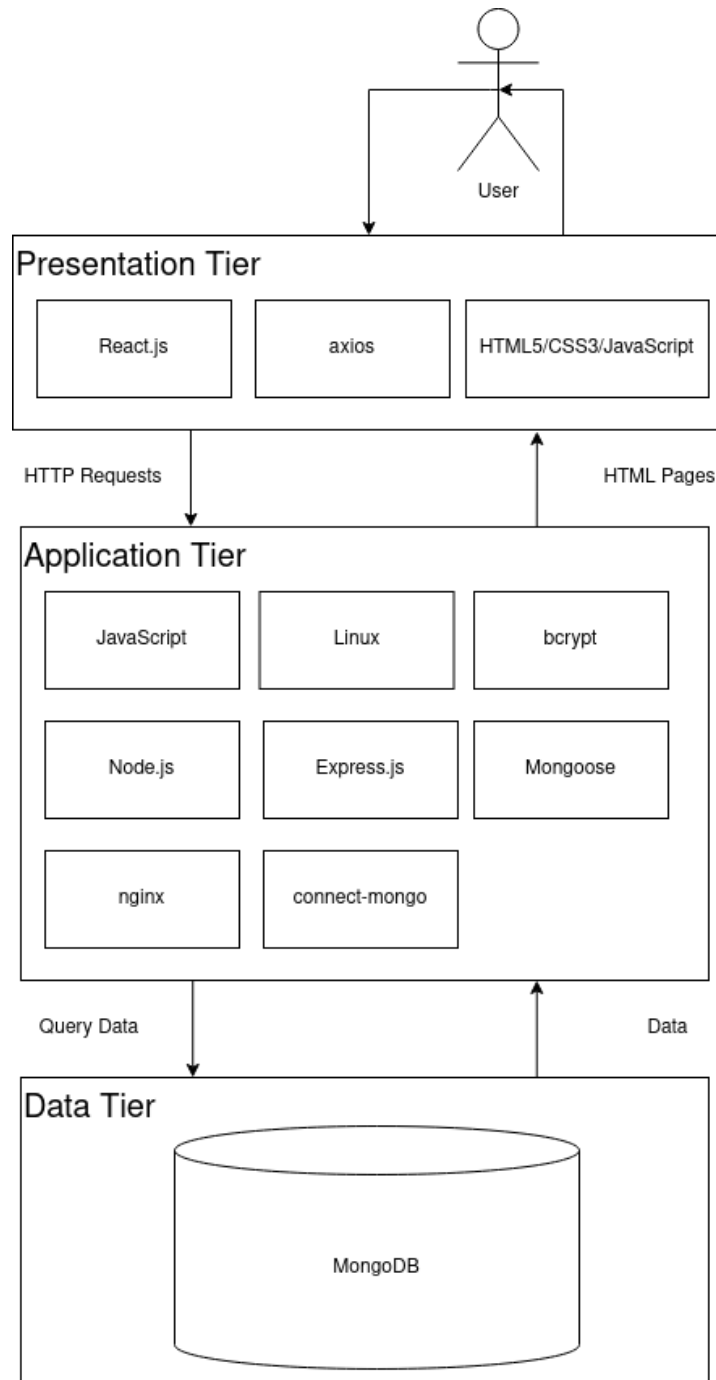 User
Presentation Tier
React.js
axios
HTML5/CSS3/JavaScript
HTTP Requests
HTML Pages
Application Tier
JavaScript
Linux
bcrypt
Node.js
Express.js
Mongoose
nginx
connect-mongo
Query Data
Data
Data Tier
MongoDB